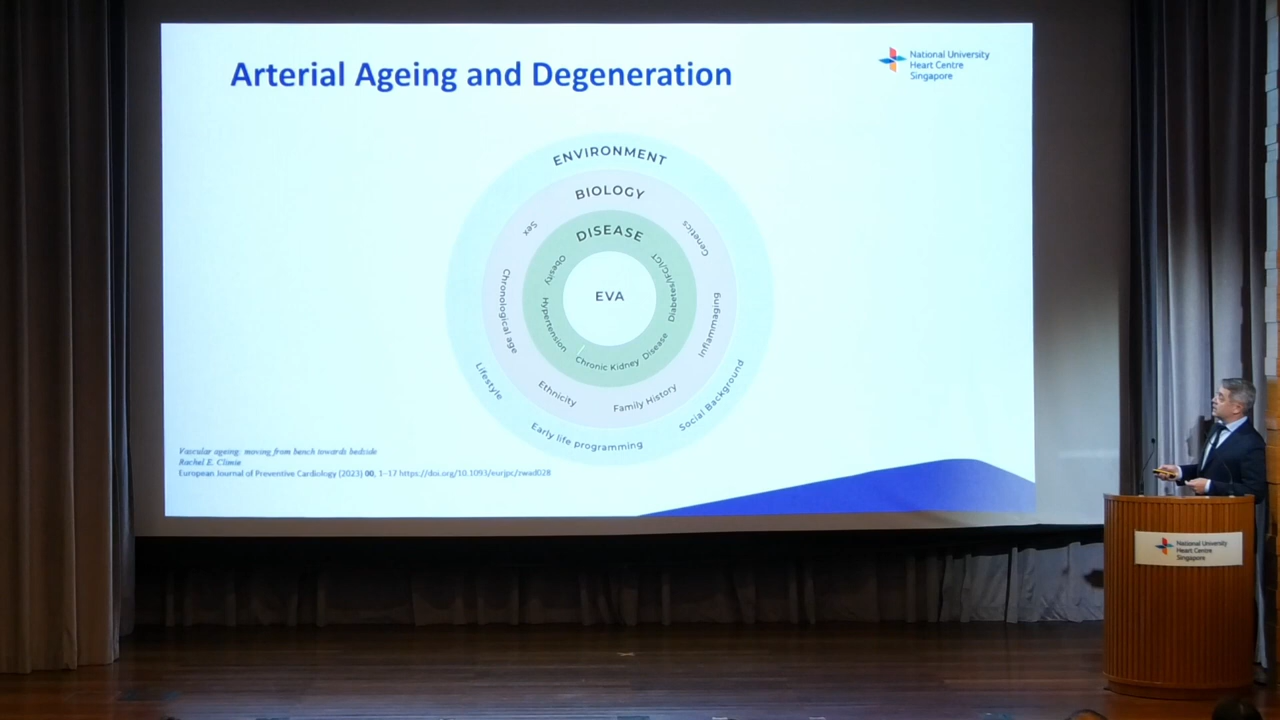 Arterial Ageing and Degeneration
National University
Heart Centre
Singapore
ENVIRONMENT
BIOLOGY
Sex
Genetics
DISEASE
Obesity
Diabetes/IFG/IGT
EVA
Chronological age
Hypertension
Inflammaging
Chronic Kidney Disease
Lifestyle
Ethnicity
Family History
Social Background
Early life programming
Vascular ageing: moving from bench towards bedside
Rachel E. Climie
European Journal of Preventive Cardiology (2023) 00, 1–17 https://doi.org/10.1093/eurjpc/zwad028
National University
Heart Centre
Singapore